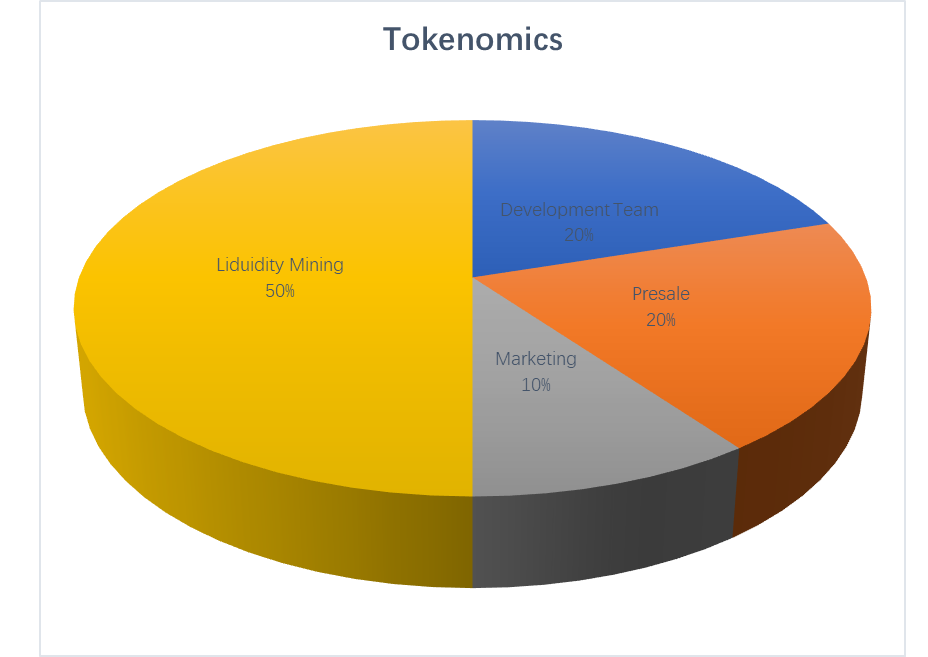 Tokenomics
Development Team
20%
Liduidity Mining
50%
Presale
20%
Marketing
10%